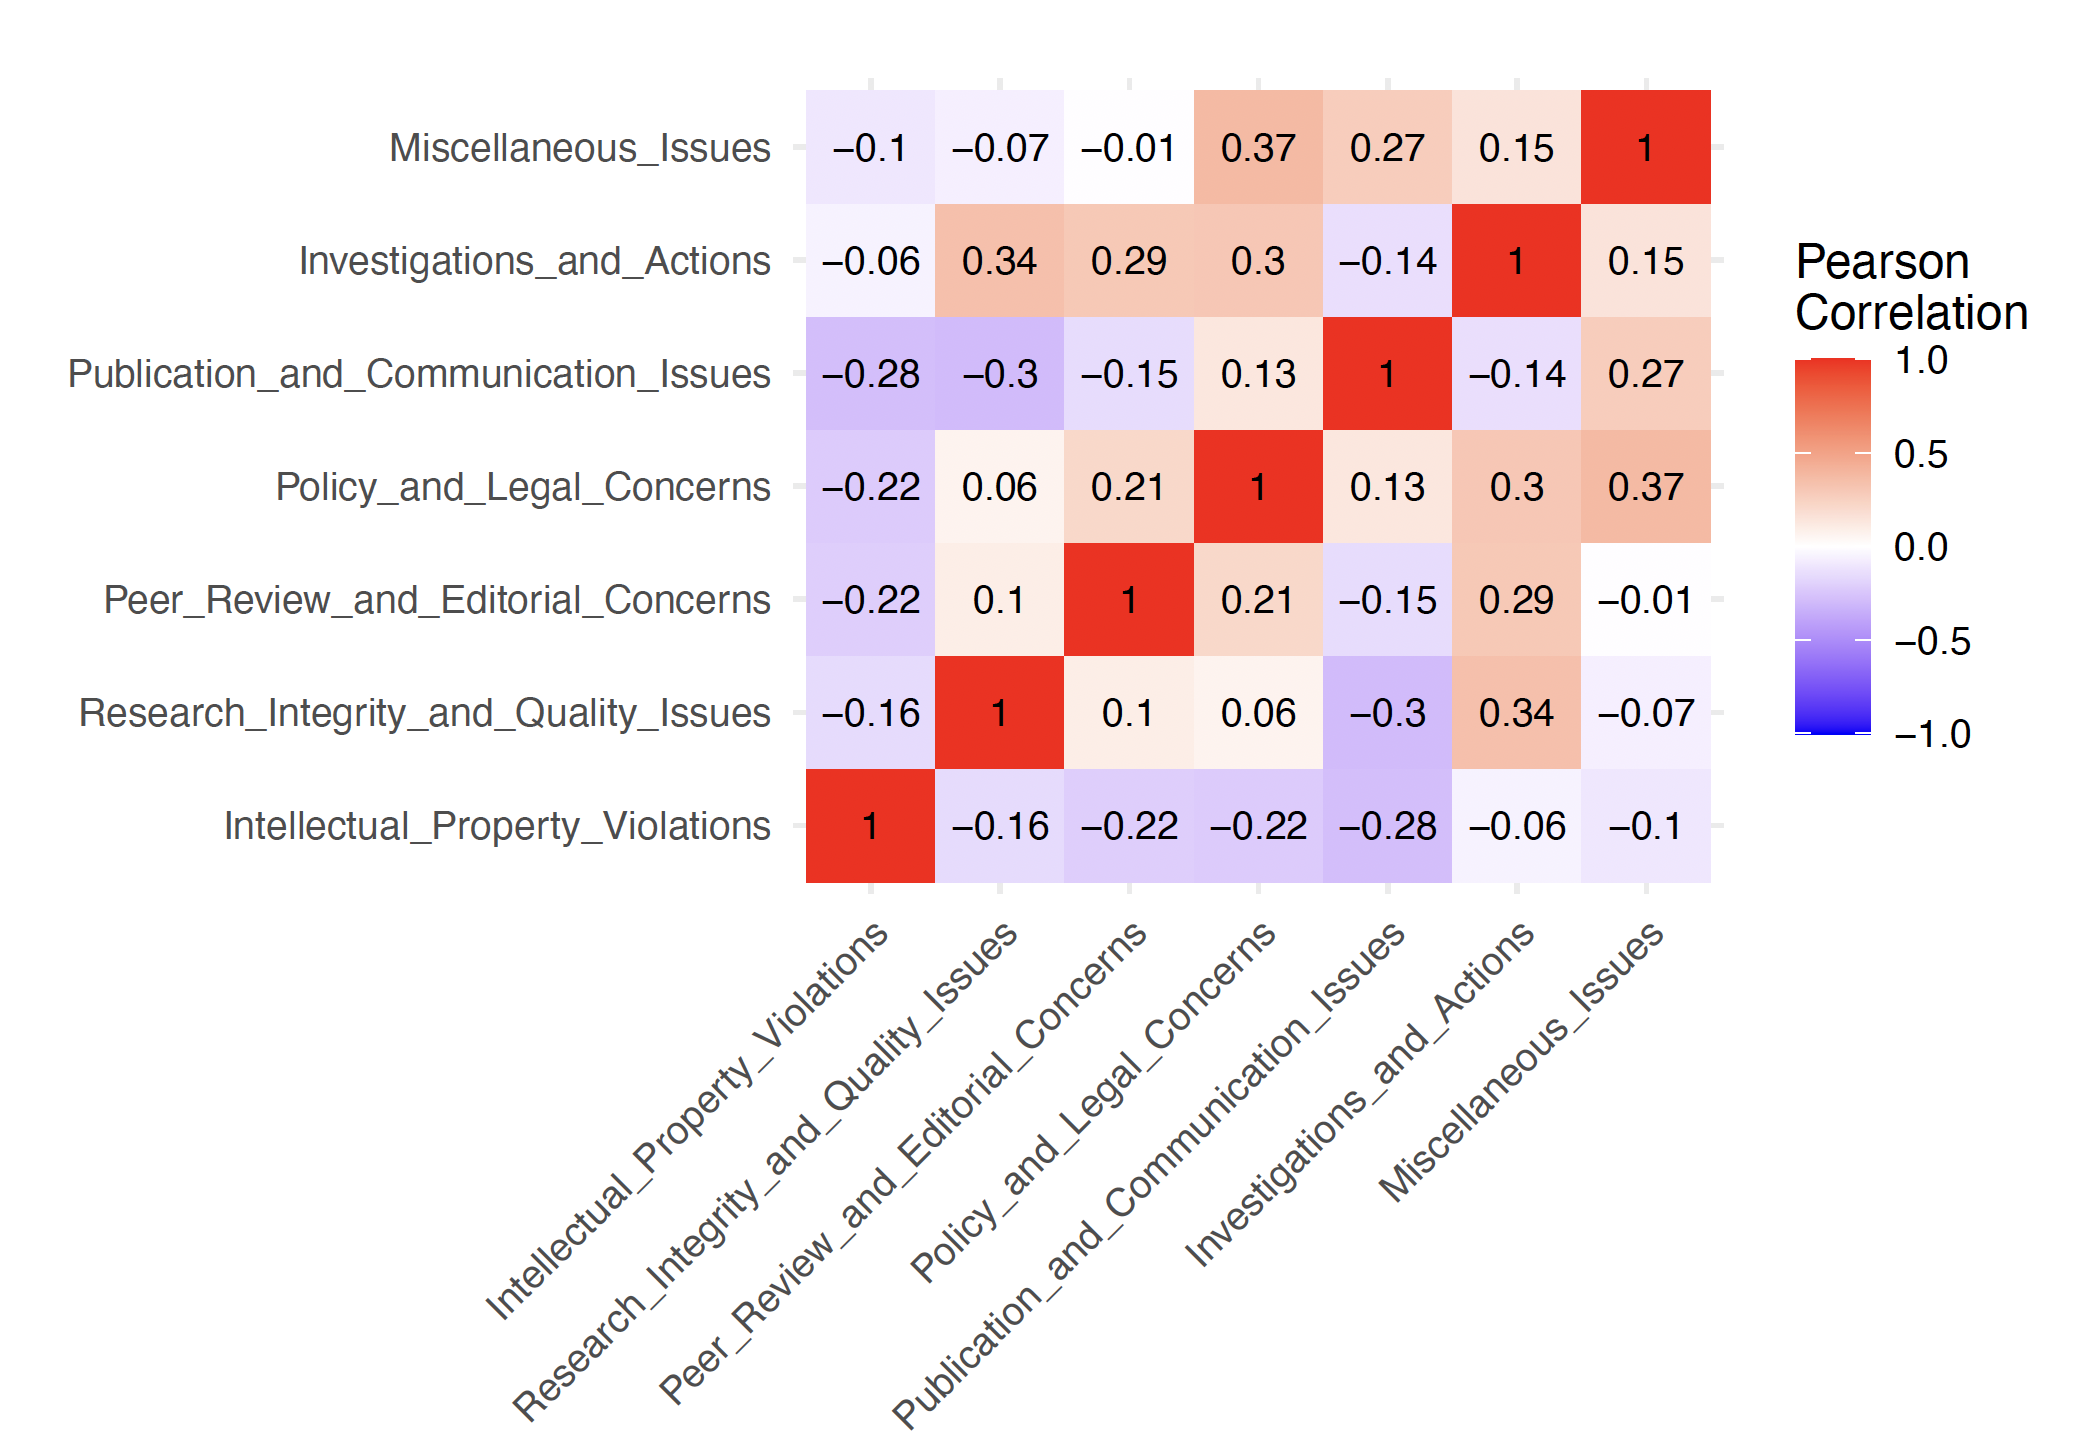 Miscellaneous_Issues −0.1 −0.07 −0.01 0.37 0.27 0.15 1
Investigations_and_Actions −0.06 0.34 0.29 0.3 −0.14 1 0.15
Publication_and_Communication_Issues −0.28 −0.3 −0.15 0.13 1 −0.14 0.27
Policy_and_Legal_Concerns −0.22 0.06 0.21 1 0.13 0.3 0.37
Peer_Review_and_Editorial_Concerns −0.22 0.1 1 0.21 −0.15 0.29 −0.01
Research_Integrity_and_Quality_Issues −0.16 1 0.1 0.06 −0.3 0.34 −0.07
Intellectual_Property_Violations 1 −0.16 −0.22 −0.22 −0.28 −0.06 −0.1
Intellectual_Property_Violations
Research_Integrity_and_Quality_Issues
Peer_Review_and_Editorial_Concerns
Policy_and_Legal_Concerns
Publication_and_Communication_Issues
Investigations_and_Actions
Miscellaneous_Issues
Pearson
Correlation
1.0
0.5
0.0
−0.5
−1.0